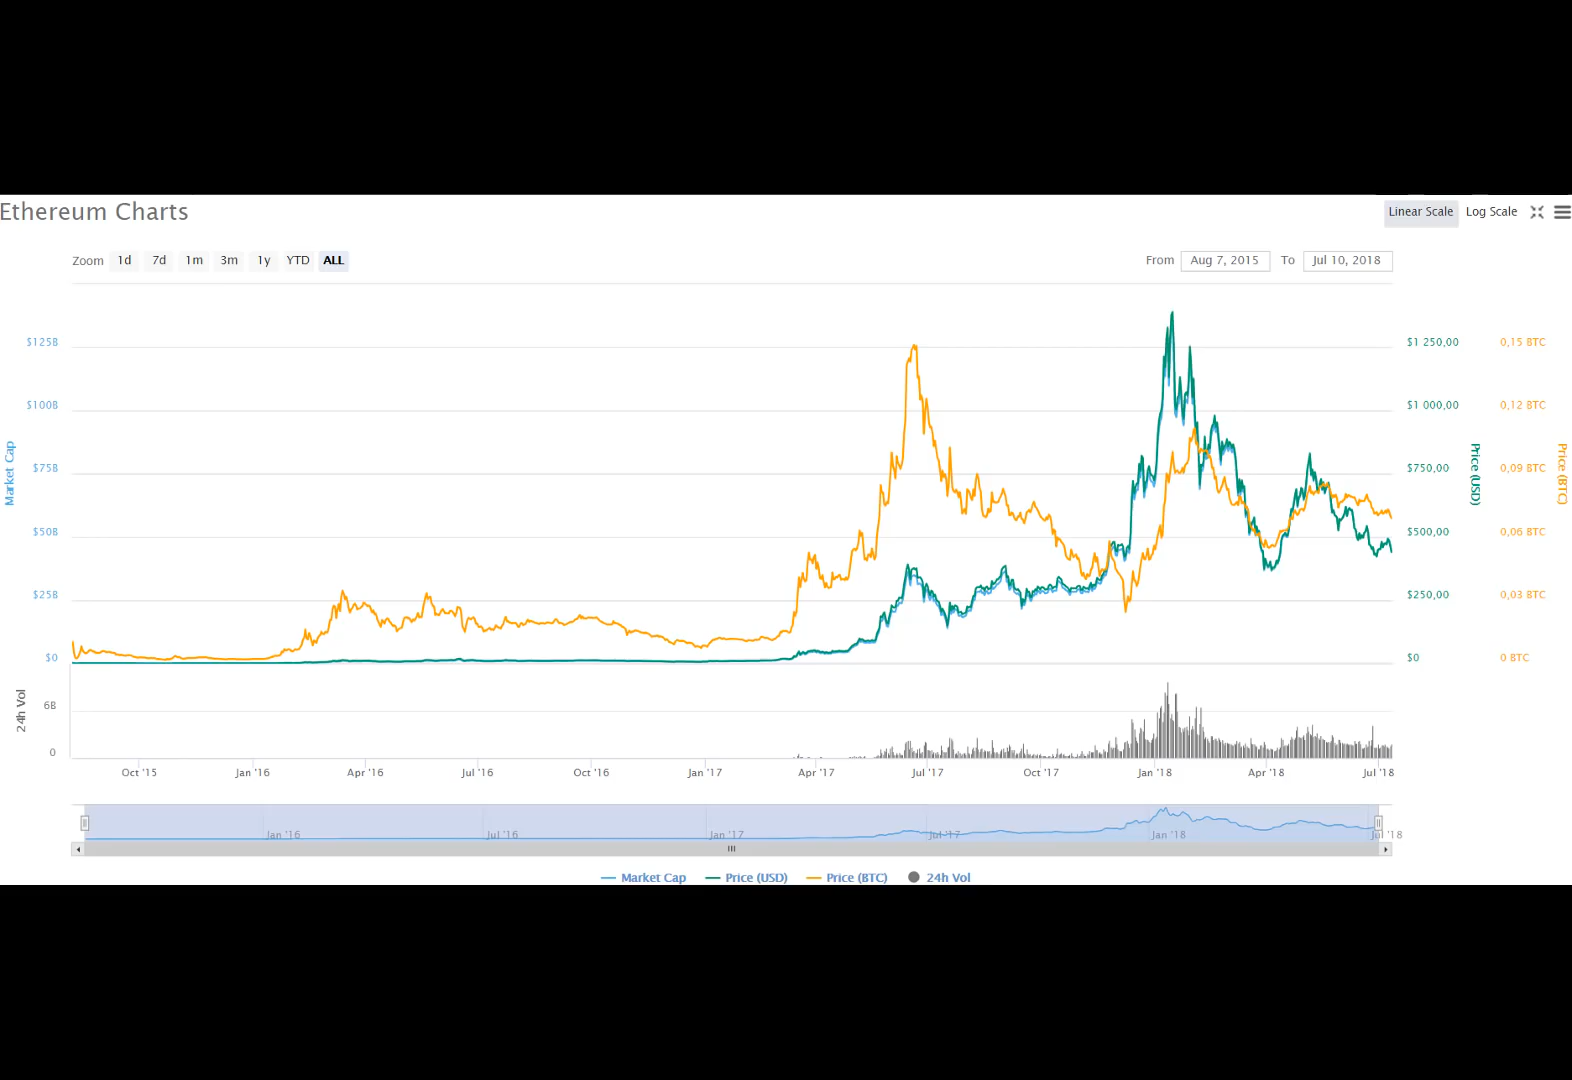 Ethereum Charts
Linear Scale Log Scale
Zoom 1d 7d 1m 3m 1y YTD ALL
From Aug 7, 2015 To Jul 10, 2018
$125B $1 250,00 0,15 BTC
$100B $1 000,00 0,12 BTC
$75B $750,00 0,09 BTC
$50B $500,00 0,06 BTC
$25B $250,00 0,03 BTC
$0 $0 0 BTC
Market Cap
Price (USD)
Price (BTC)
24h Vol
6B
0
Oct '15 Jan '16 Apr '16 Jul '16 Oct '16 Jan '17 Apr '17 Jul '17 Oct '17 Jan '18 Apr '18 Jul '18
Jan '16 Jul '16 Jan '17 Jul '17 Jan '18 Jul '18
Market Cap Price (USD) Price (BTC) 24h Vol